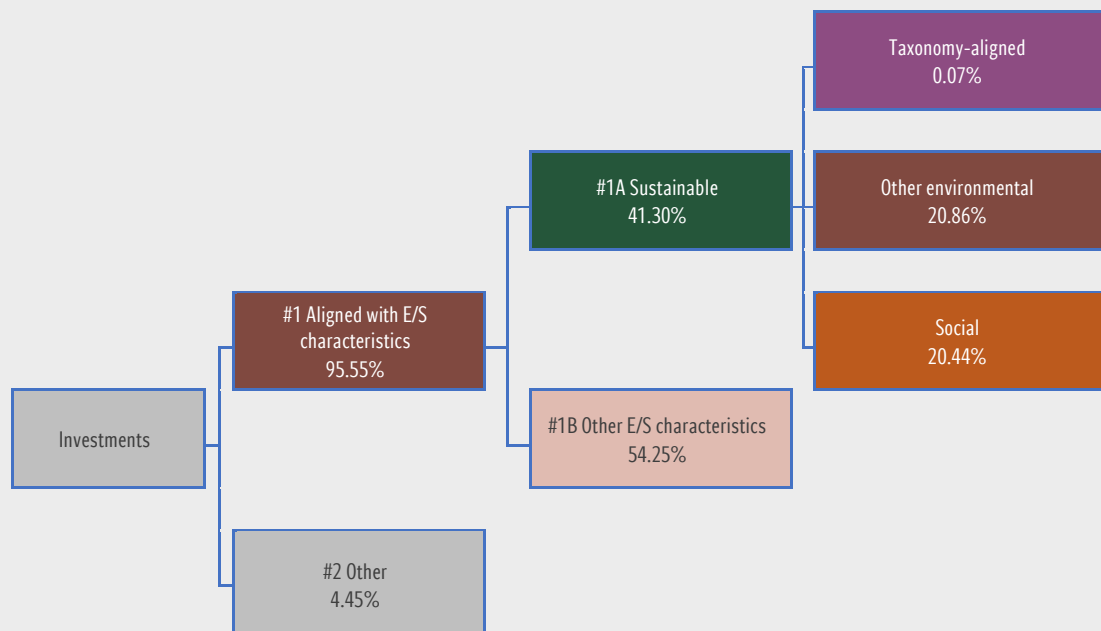 Taxonomy-aligned
0.07%
#1A Sustainable
41.30%
Other environmental
20.86%
#1 Aligned with E/S
characteristics
95.55%
Social
20.44%
Investments
#1B Other E/S characteristics
54.25%
#2 Other
4.45%